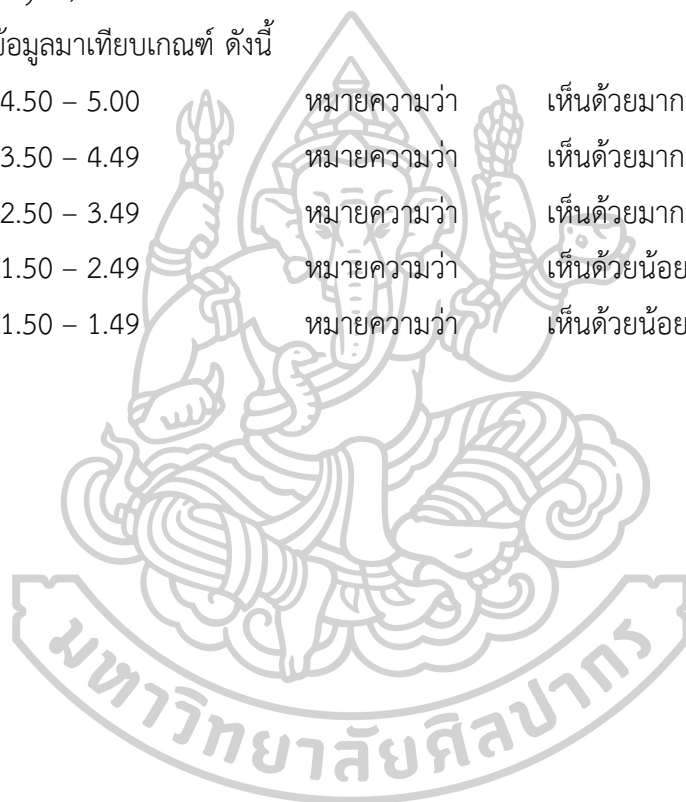 ข้อมูลมาเทียบเกณฑ์ ดังนี้
4.50 – 5.00 หมายความว่า เห็นด้วยมาก
3.50 – 4.49 หมายความว่า เห็นด้วยมาก
2.50 – 3.49 หมายความว่า เห็นด้วยมาก
1.50 – 2.49 หมายความว่า เห็นด้วยน้อย
1.50 – 1.49 หมายความว่า เห็นด้วยน้อย
มหาวิทยาลัยศิลปากร